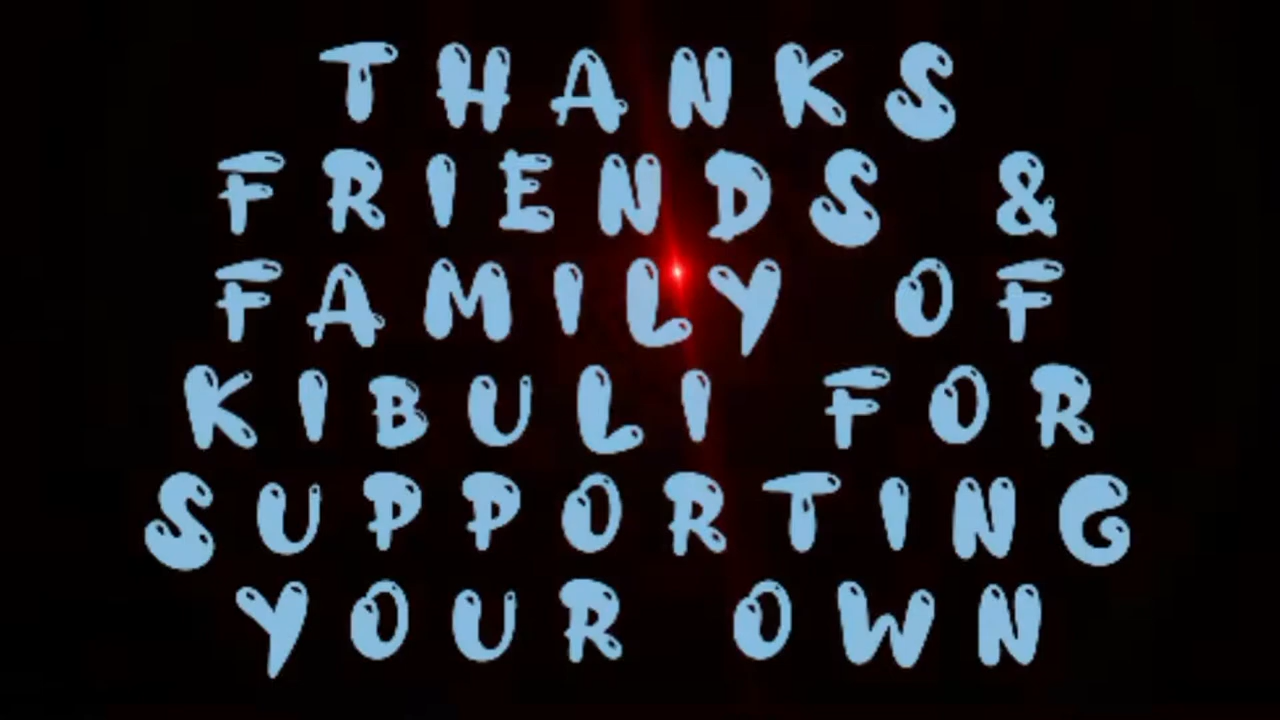 THANKS
FRIENDS &
FAMILY OF
KIBULI FOR
SUPPORTING
YOUR OWN